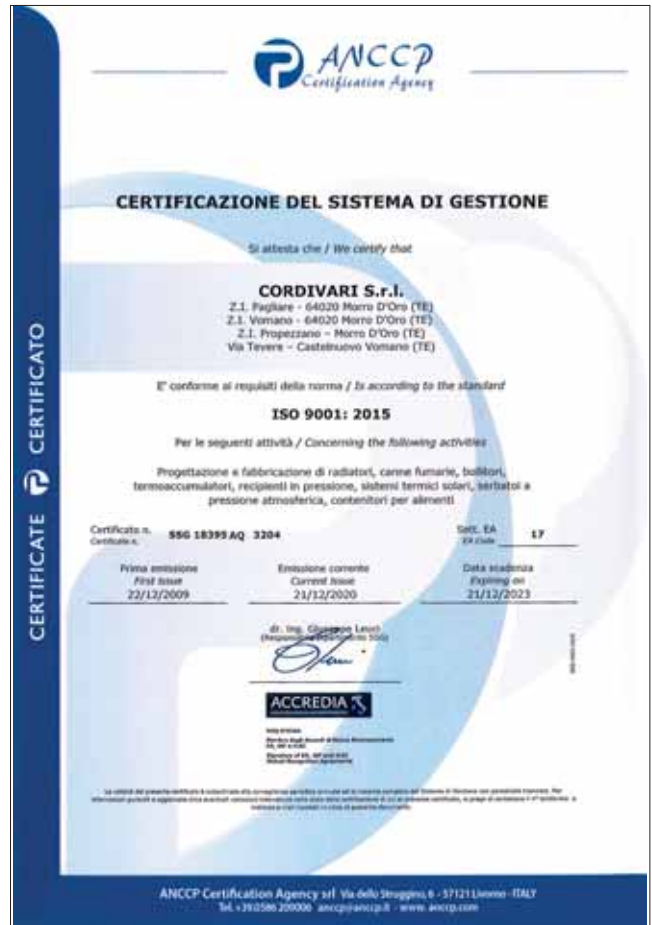 ANCCP
Certification Agency
CERTIFICAZIONE DEL SISTEMA DI GESTIONE
Si attesta che / We certify that
CORDIVARI S.r.l.
Z.I. Pagliare - 64020 Morro D'Oro (TE)
Z.I. Vomano - 64020 Morro D'Oro (TE)
Z.I. Propezzano – Morro D'Oro (TE)
Via Tevere – Castelnuovo Vomano (TE)
E' conforme ai requisiti della norma / Is according to the standard
ISO 9001: 2015
Per le seguenti attività / Concerning the following activities
Progettazione e fabbricazione di radiatori, canne fumarie, bollitori,
termoaccumulatori, recipienti in pressione, sistemi termici solari, serbatoi a
pressione atmosferica, contenitori per alimenti
Certificato n. SSG 18395 AQ 3204 Sett. EA 17
Certificate n. EA Code
Prima emissione Emissione corrente Data scadenza
First Issue Current Issue Expiring on
22/12/2009 21/12/2020 21/12/2023
dr. Ing. Giuseppe
(Responsabile Dipartimento SSG)
ACCREDIA
CERTIFICATE CERTIFICATO
ANCCP Certification Agency srl Via dello Struggino, 6 - 57121 Livorno - ITALY
Tel. +39.0586 209006 anccp@anccp.it - www. anccp.com